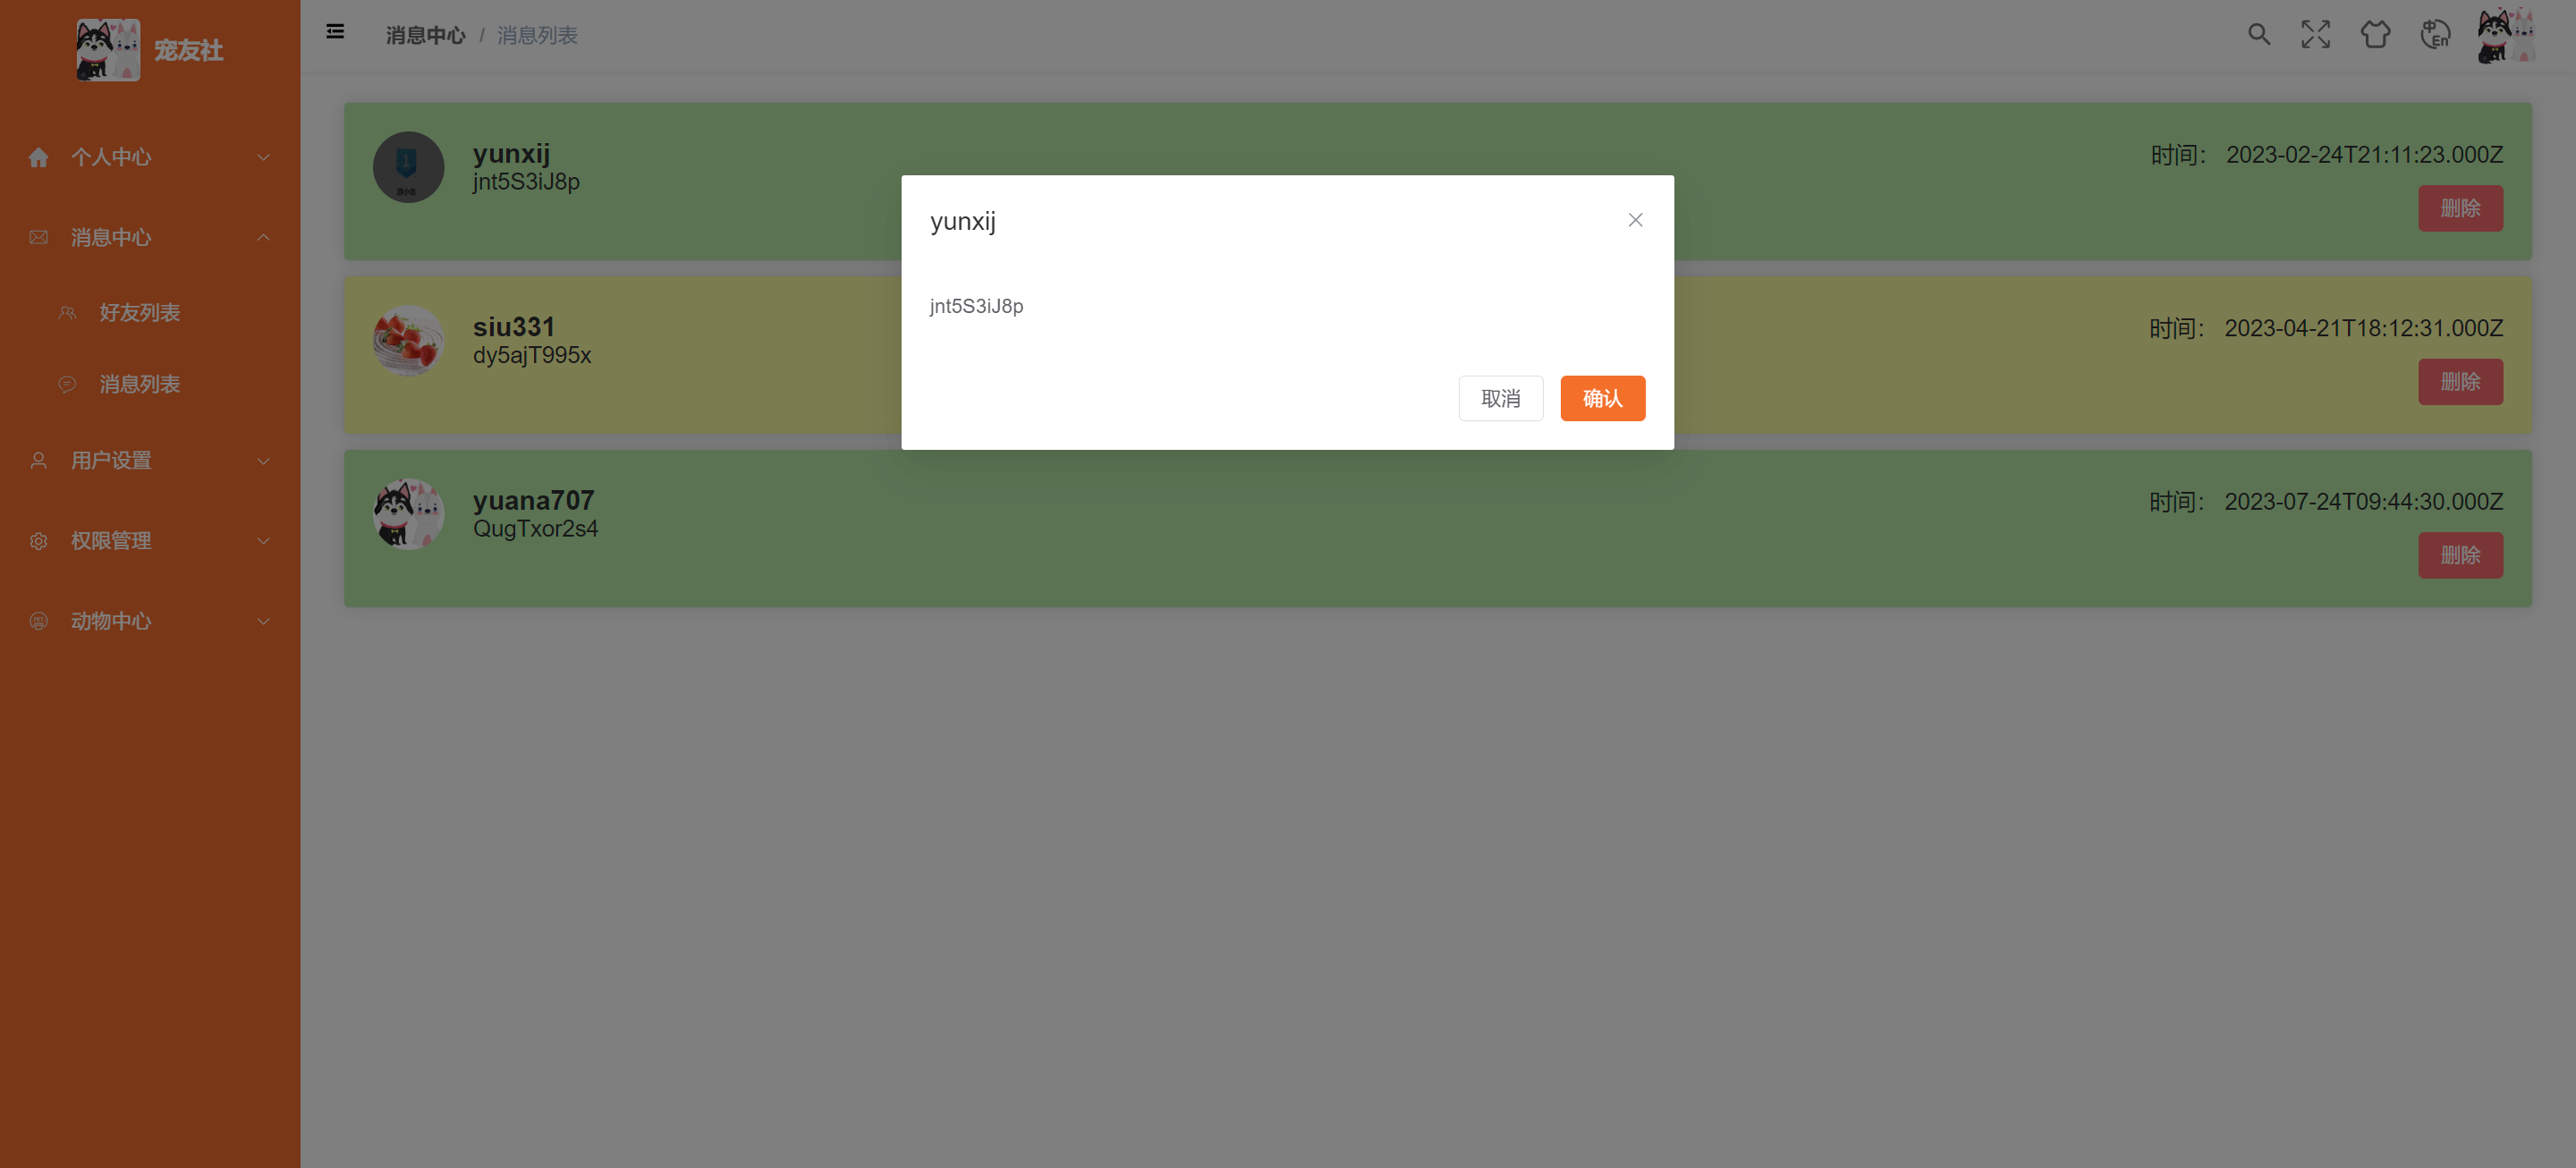 宠友社
个人中心
消息中心
好友列表
消息列表
用户设置
权限管理
动物中心
消息中心 / 消息列表
中 En
yunxij
jnt5S3iJ8p
时间： 2023-02-24T21:11:23.000Z
删除
siu331
dy5ajT995x
时间： 2023-04-21T18:12:31.000Z
删除
yuana707
QugTxor2s4
时间： 2023-07-24T09:44:30.000Z
删除
yunxij
jnt5S3iJ8p
取消
确认